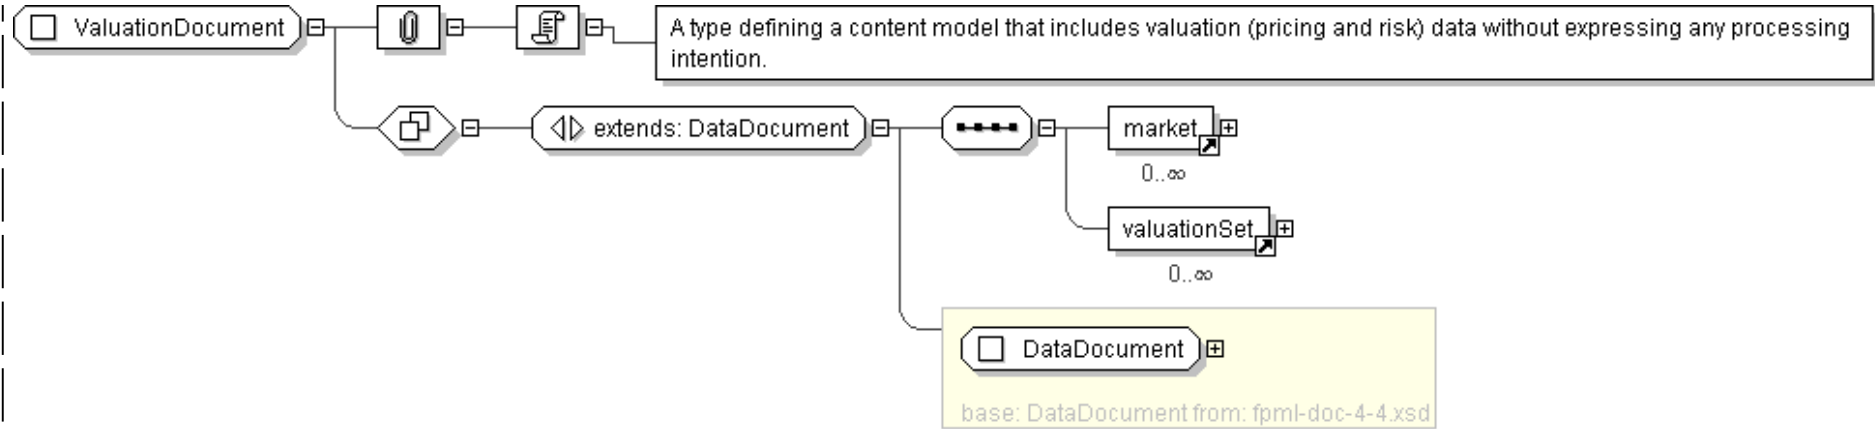 ValuationDocument
A type defining a content model that includes valuation (pricing and risk) data without expressing any processing
intention.
extends: DataDocument
market
0..∞
valuationSet
0..∞
DataDocument
base: DataDocument from: fpml-doc-4-4.xsd